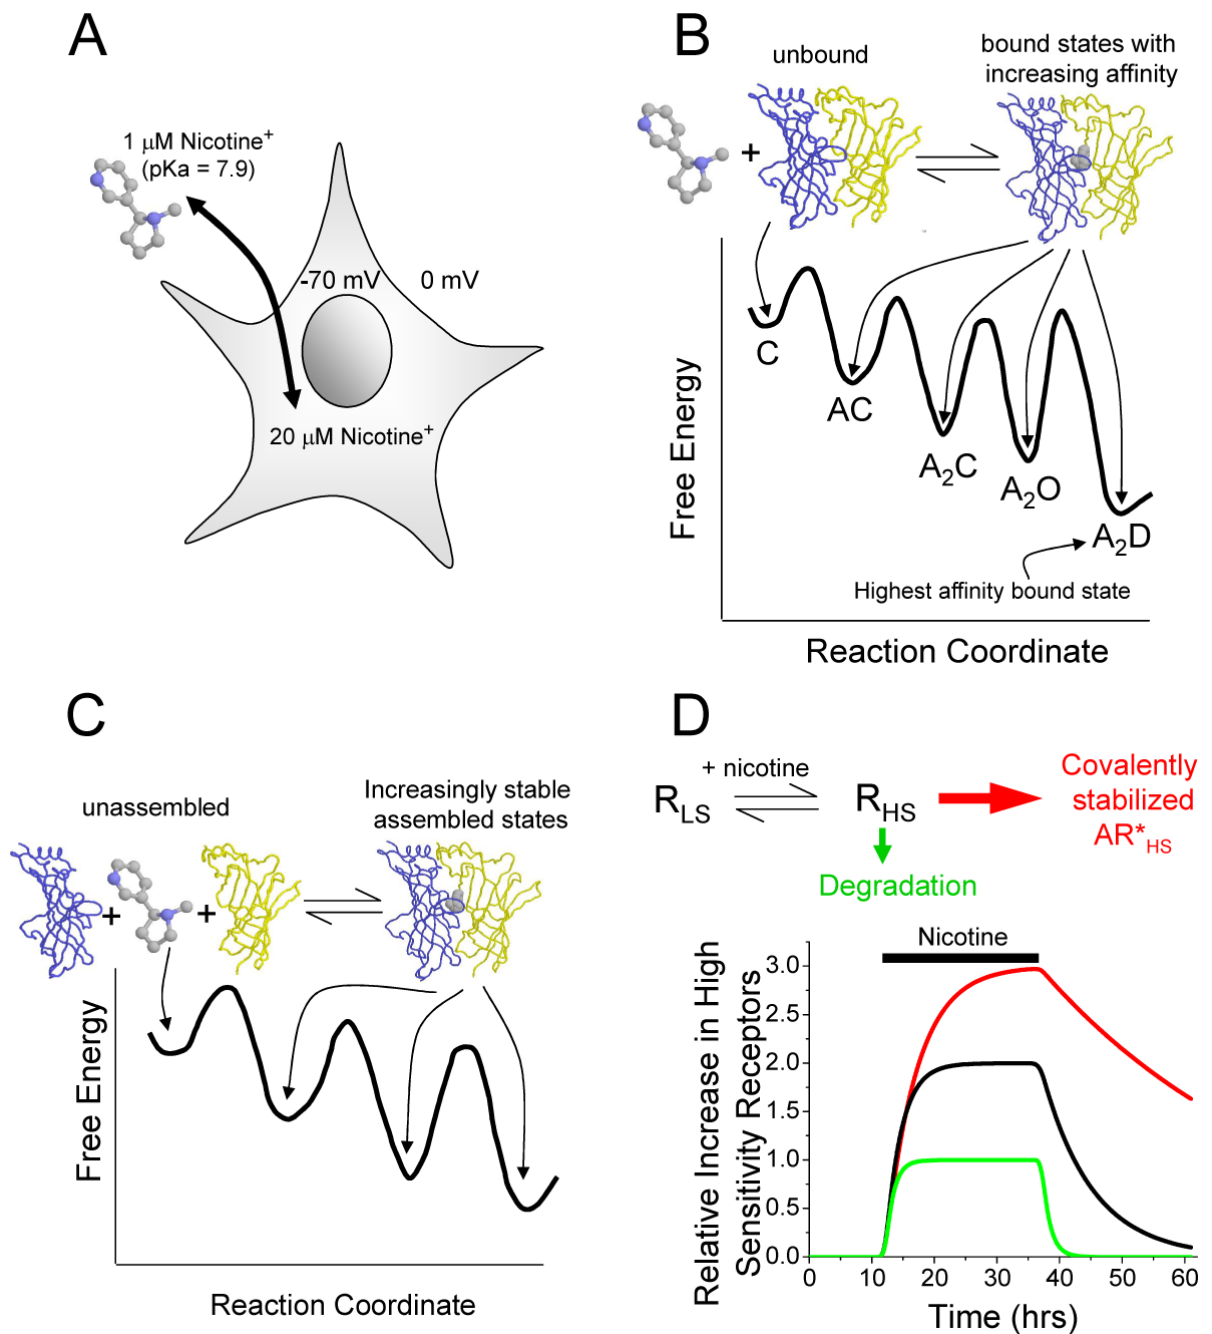 A
1 μM Nicotine⁺
(pKa = 7.9)
-70 mV
0 mV
20 μM Nicotine⁺
B
unbound
bound states with
increasing affinity
+
Free Energy
C
AC
A₂C
A₂O
A₂D
Highest affinity bound state
Reaction Coordinate
C
unassembled
Increasingly stable
assembled states
+
+
Free Energy
Reaction Coordinate
D
+ nicotine
R_LS
R_HS
Covalently
stabilized
AR*_HS
Degradation
Nicotine
Relative Increase in High
Sensitivity Receptors
3.0
2.5
2.0
1.5
1.0
0.5
0.0
0 10 20 30 40 50 60
Time (hrs)